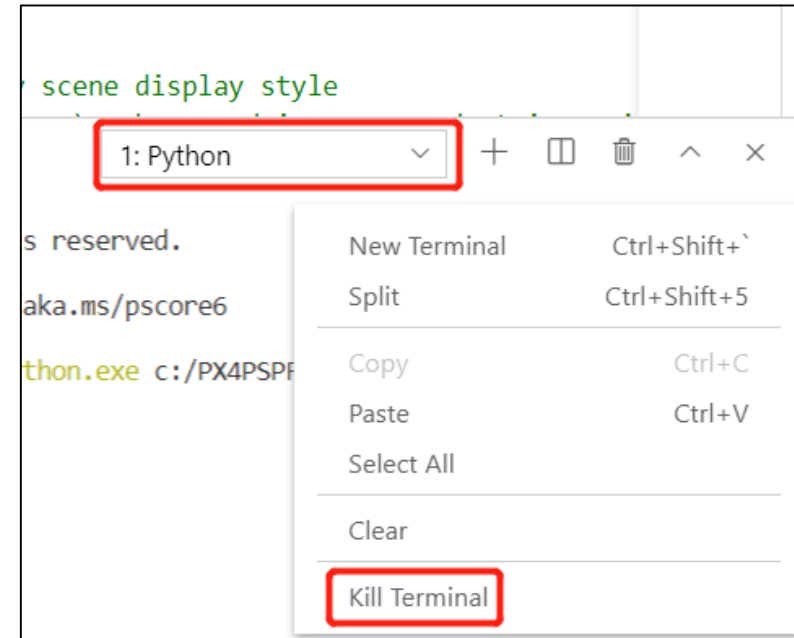 scene display style
1: Python
s reserved.
New Terminal Ctrl+Shift+`
aka.ms/pscore6
Split Ctrl+Shift+5
thon.exe c:/PX4PSP
Copy Ctrl+C
Paste Ctrl+V
Select All
Clear
Kill Terminal